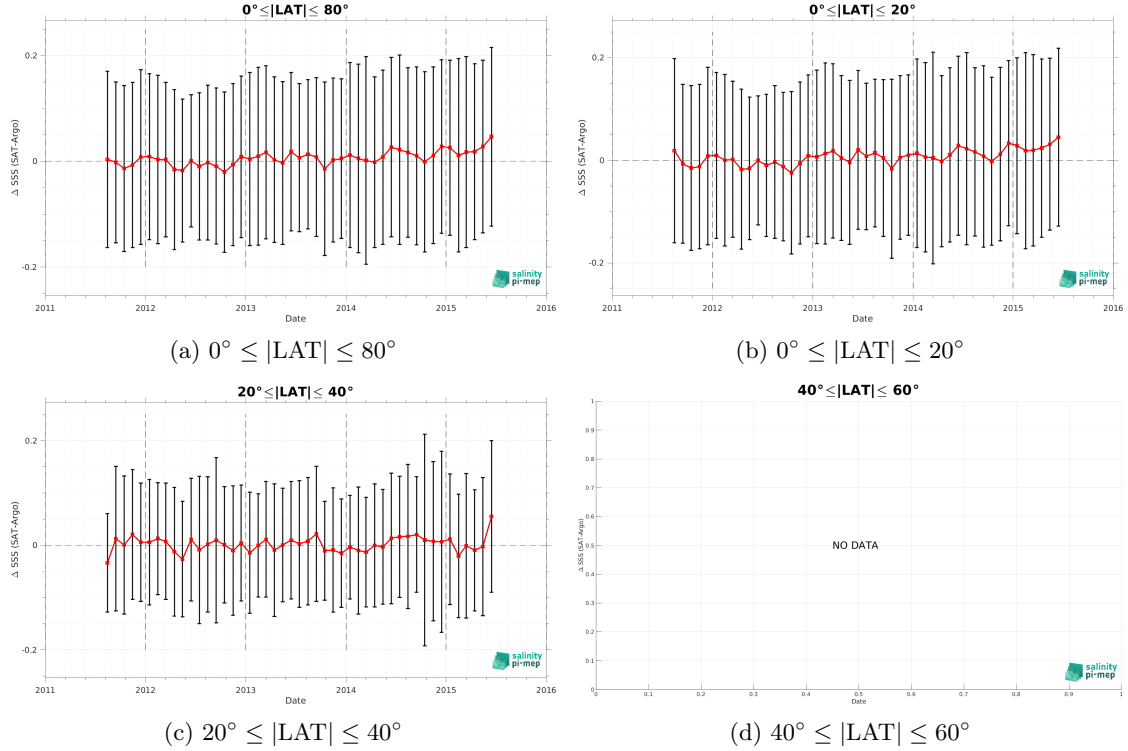 0°≤|LAT|≤ 80°
Δ SSS (SAT-Argo)
0.2
0
-0.2
2011 2012 2013 2014 2015 2016
Date
salinity
pi-mep
(a) 0° ≤ |LAT| ≤ 80°
0°≤|LAT|≤ 20°
Δ SSS (SAT-Argo)
0.2
0
-0.2
2011 2012 2013 2014 2015 2016
Date
salinity
pi-mep
(b) 0° ≤ |LAT| ≤ 20°
20°≤|LAT|≤ 40°
Δ SSS (SAT-Argo)
0.2
0
-0.2
2011 2012 2013 2014 2015 2016
Date
salinity
pi-mep
(c) 20° ≤ |LAT| ≤ 40°
40°≤|LAT|≤ 60°
Δ SSS (SAT-Argo)
1
0.9
0.8
0.7
0.6
0.5
0.4
0.3
0.2
0.1
0
NO DATA
0 0.1 0.2 0.3 0.4 0.5 0.6 0.7 0.8 0.9 1
Date
salinity
pi-mep
(d) 40° ≤ |LAT| ≤ 60°